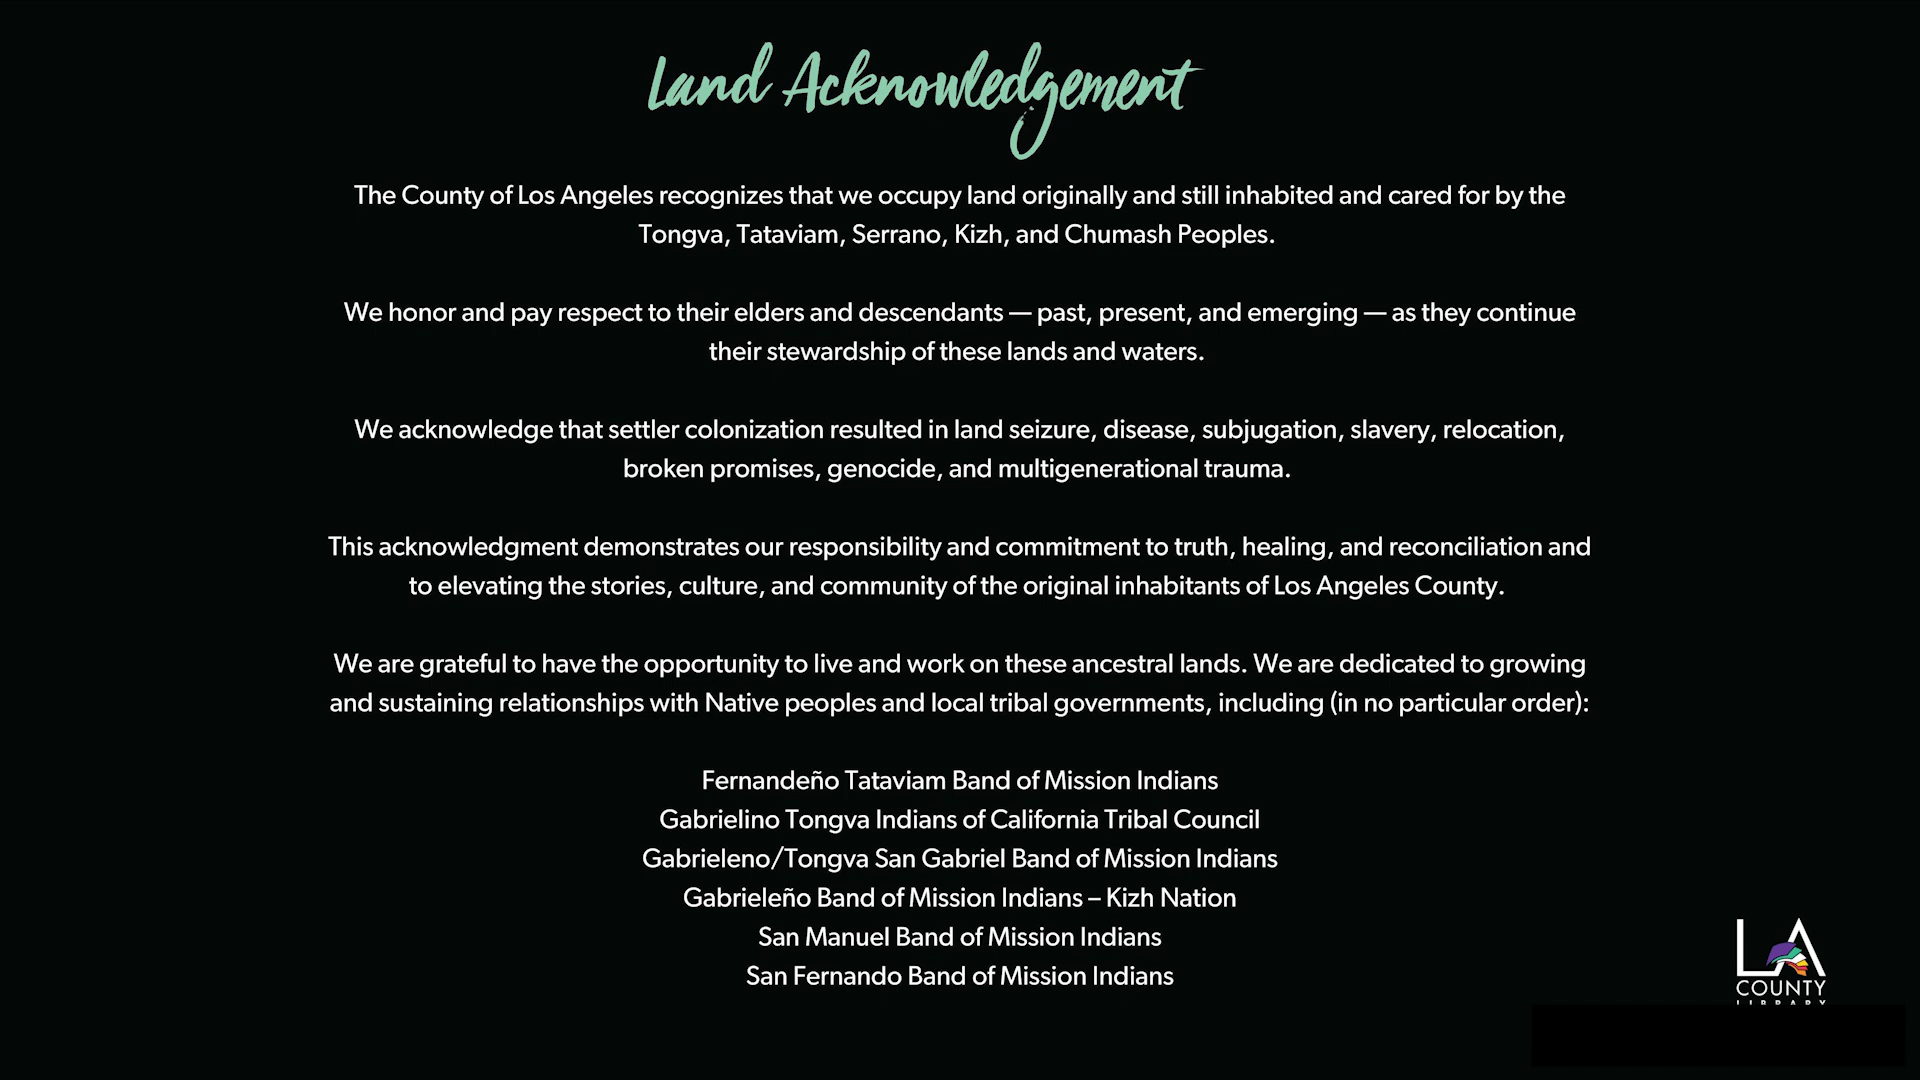 Land Acknowledgement
The County of Los Angeles recognizes that we occupy land originally and still inhabited and cared for by the
Tongva, Tataviam, Serrano, Kizh, and Chumash Peoples.
We honor and pay respect to their elders and descendants — past, present, and emerging — as they continue
their stewardship of these lands and waters.
We acknowledge that settler colonization resulted in land seizure, disease, subjugation, slavery, relocation,
broken promises, genocide, and multigenerational trauma.
This acknowledgment demonstrates our responsibility and commitment to truth, healing, and reconciliation and
to elevating the stories, culture, and community of the original inhabitants of Los Angeles County.
We are grateful to have the opportunity to live and work on these ancestral lands. We are dedicated to growing
and sustaining relationships with Native peoples and local tribal governments, including (in no particular order):
Fernandeño Tataviam Band of Mission Indians
Gabrielino Tongva Indians of California Tribal Council
Gabrieleno/Tongva San Gabriel Band of Mission Indians
Gabrieleño Band of Mission Indians – Kizh Nation
San Manuel Band of Mission Indians
San Fernando Band of Mission Indians
LA
COUNTY
LIBRARY